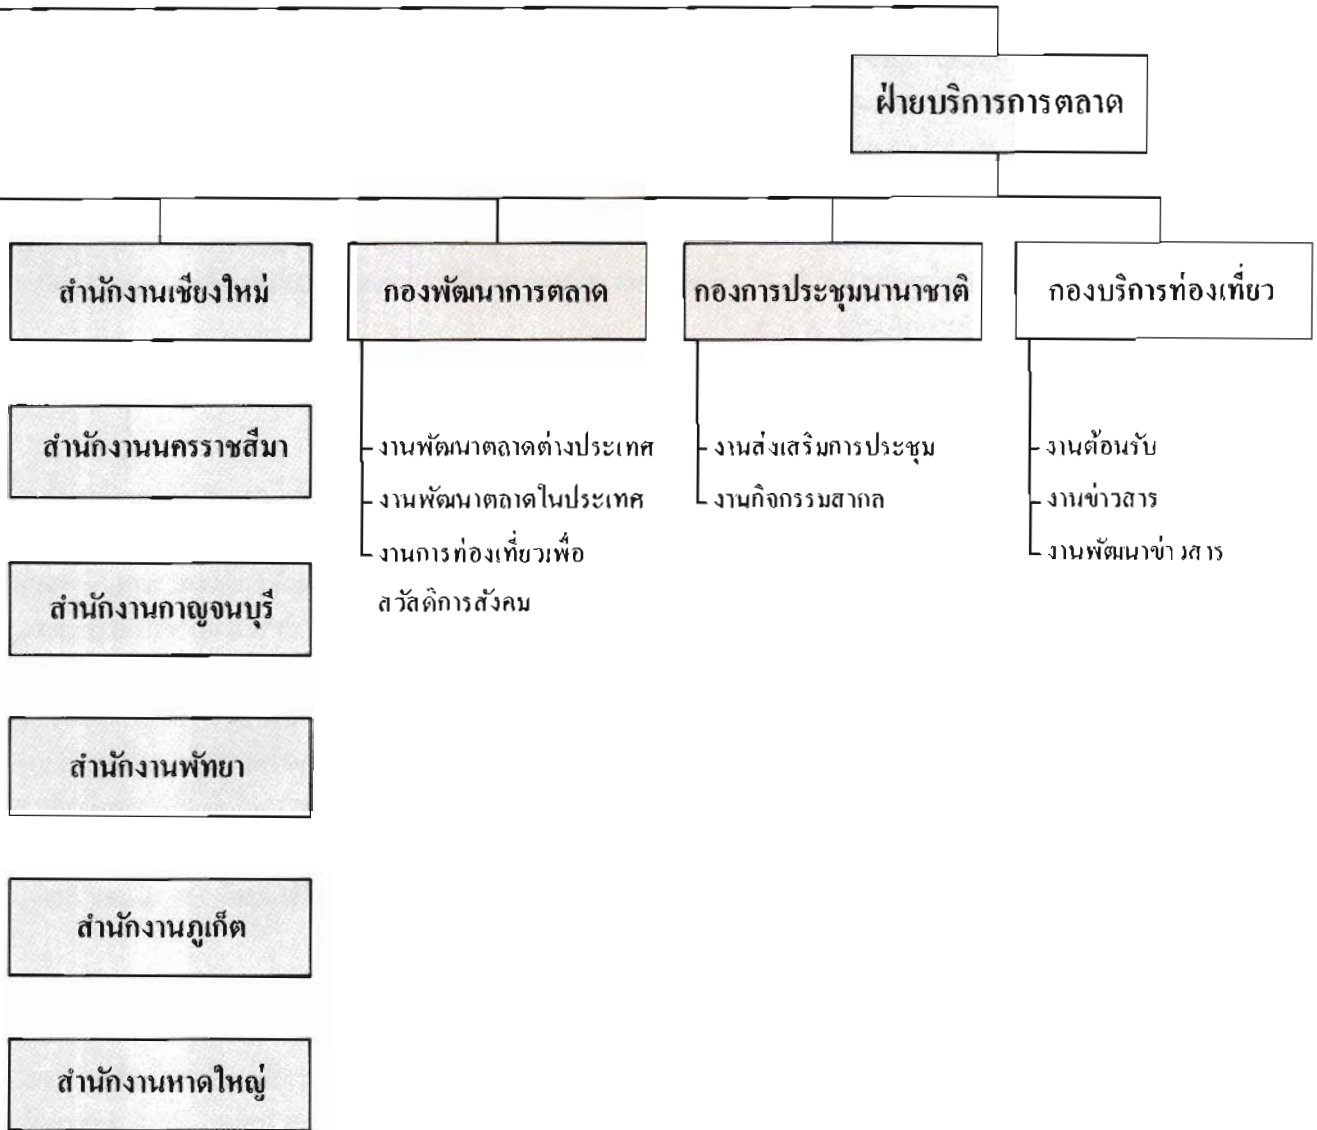 ฝ่ายบริการการตลาด
สำนักงานเชียงใหม่
กองพัฒนาการตลาด
กองการประชุมนานาชาติ
กองบริการท่องเที่ยว
สำนักงานนครราชสีมา
งานพัฒนาตลาดต่างประเทศ
งานพัฒนาตลาดในประเทศ
งานการท่องเที่ยวเพื่อ
สวัสดิการสังคม
งานส่งเสริมการประชุม
งานกิจกรรมสากล
งานต้อนรับ
งานข่าวสาร
งานพัฒนาข่าวสาร
สำนักงานกาญจนบุรี
สำนักงานพัทยา
สำนักงานภูเก็ต
สำนักงานหาดใหญ่